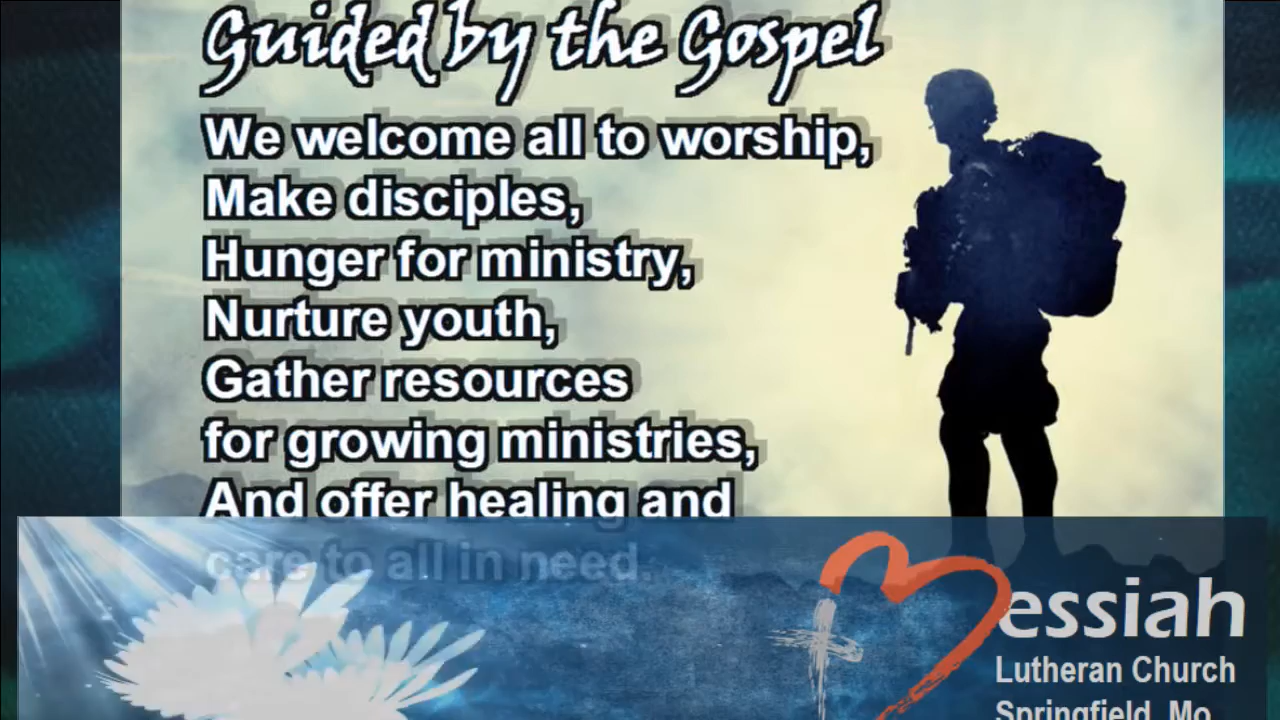 Guided by the Gospel
We welcome all to worship,
Make disciples,
Hunger for ministry,
Nurture youth,
Gather resources
for growing ministries,
And offer healing and
care to all in need.
Messiah
Lutheran Church
Springfield, Mo